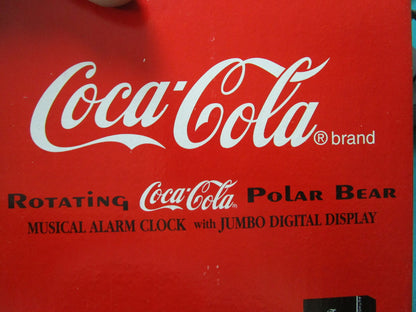 Coca-Cola® brand
Rotating Coca-Cola® Polar Bear
MUSICAL ALARM CLOCK with JUMBO DIGITAL DISPLAY